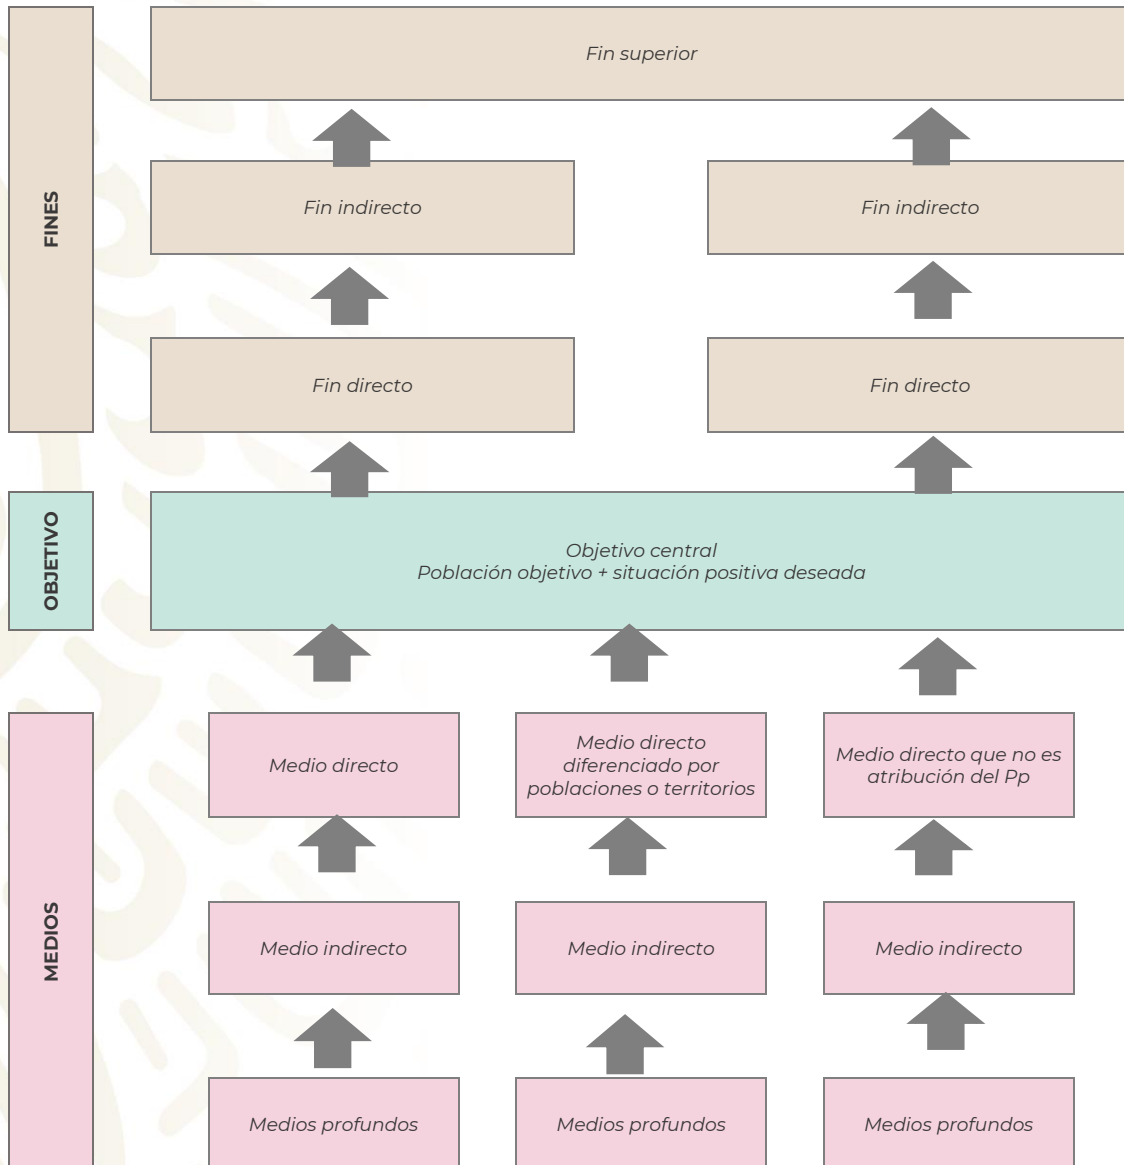 FINES
Fin superior
Fin indirecto
Fin indirecto
Fin directo
Fin directo
OBJETIVO
Objetivo central
Población objetivo + situación positiva deseada
MEDIOS
Medio directo
Medio directo
diferenciado por
poblaciones o territorios
Medio directo que no es
atribución del Pp
Medio indirecto
Medio indirecto
Medio indirecto
Medios profundos
Medios profundos
Medios profundos